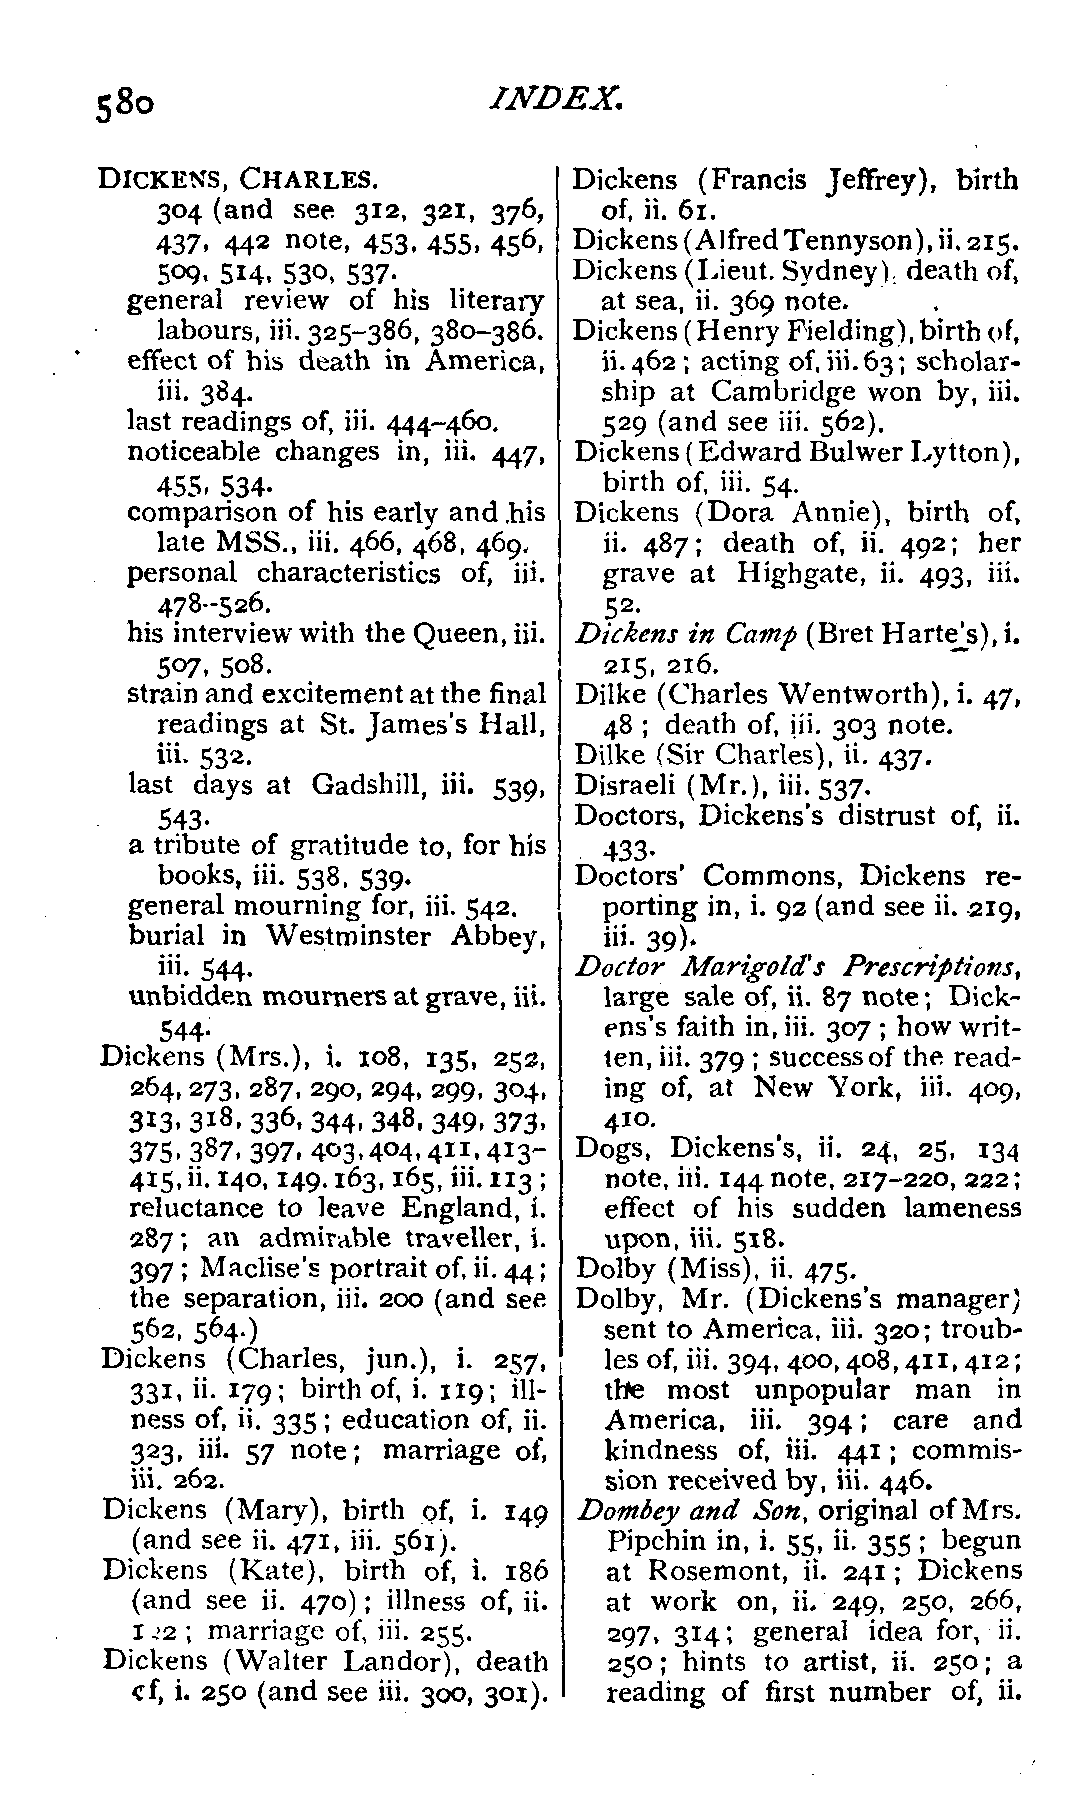 580
INDEX.
DICKENS, CHARLES.
304 (and see 312, 321, 376,
437, 442 note, 453, 455, 456,
509, 514, 530, 537.
general review of his literary
labours, iii. 325-386, 380-386.
effect of his death in America,
iii. 384.
last readings of, iii. 444-460.
noticeable changes in, iii. 447,
455, 534.
comparison of his early and his
late MSS., iii. 466, 468, 469.
personal characteristics of, iii.
478--526.
his interview with the Queen, iii.
507, 508.
strain and excitement at the final
readings at St. James's Hall,
iii. 532.
last days at Gadshill, iii. 539,
543.
a tribute of gratitude to, for his
books, iii. 538, 539.
general mourning for, iii. 542.
burial in Westminster Abbey,
iii. 544.
unbidden mourners at grave, iii.
544.
Dickens (Mrs.), i. 108, 135, 252,
264, 273, 287, 290, 294, 299, 304,
313, 318, 336, 344, 348, 349, 373,
375, 387, 397, 403, 404, 411, 413-
415, ii. 140, 149. 163, 165, iii. 113;
reluctance to leave England, i.
287; an admirable traveller, i.
397; Maclise's portrait of, ii. 44;
the separation, iii. 200 (and see
562, 564.)
Dickens (Charles, jun.), i. 257,
331, ii. 179; birth of, i. 119; ill-
ness of, ii. 335; education of, ii.
323, iii. 57 note; marriage of,
iii. 262.
Dickens (Mary), birth of, i. 149
(and see ii. 471, iii. 561).
Dickens (Kate), birth of, i. 186
(and see ii. 470); illness of, ii.
122; marriage of, iii. 255.
Dickens (Walter Landor), death
of, i. 250 (and see iii. 300, 301).
Dickens (Francis Jeffrey), birth
of, ii. 61.
Dickens (Alfred Tennyson), ii. 215.
Dickens (Lieut. Sydney), death of,
at sea, ii. 369 note.
Dickens (Henry Fielding), birth of,
ii. 462; acting of, iii. 63; scholar-
ship at Cambridge won by, iii.
529 (and see iii. 562).
Dickens (Edward Bulwer Lytton),
birth of, iii. 54.
Dickens (Dora Annie), birth of,
ii. 487; death of, ii. 492; her
grave at Highgate, ii. 493, iii.
52.
Dickens in Camp (Bret Harte's), i.
215, 216.
Dilke (Charles Wentworth), i. 47,
48; death of, iii. 303 note.
Dilke (Sir Charles), ii. 437.
Disraeli (Mr.), iii. 537.
Doctors, Dickens's distrust of, ii.
433.
Doctors' Commons, Dickens re-
porting in, i. 92 (and see ii. 219,
iii. 39).
Doctor Marigold's Prescriptions,
large sale of, ii. 87 note; Dick-
ens's faith in, iii. 307; how writ-
ten, iii. 379; success of the read-
ing of, at New York, iii. 409,
410.
Dogs, Dickens's, ii. 24, 25, 134
note, iii. 144 note, 217-220, 222;
effect of his sudden lameness
upon, iii. 518.
Dolby (Miss), ii. 475.
Dolby, Mr. (Dickens's manager)
sent to America, iii. 320; troub-
les of, iii. 394, 400, 408, 411, 412;
the most unpopular man in
America, iii. 394; care and
kindness of, iii. 441; commis-
sion received by, iii. 446.
Dombey and Son, original of Mrs.
Pipchin in, i. 55, ii. 355; begun
at Rosemont, ii. 241; Dickens
at work on, ii. 249, 250, 266,
297, 314; general idea for, ii.
250; hints to artist, ii. 250; a
reading of first number of, ii.